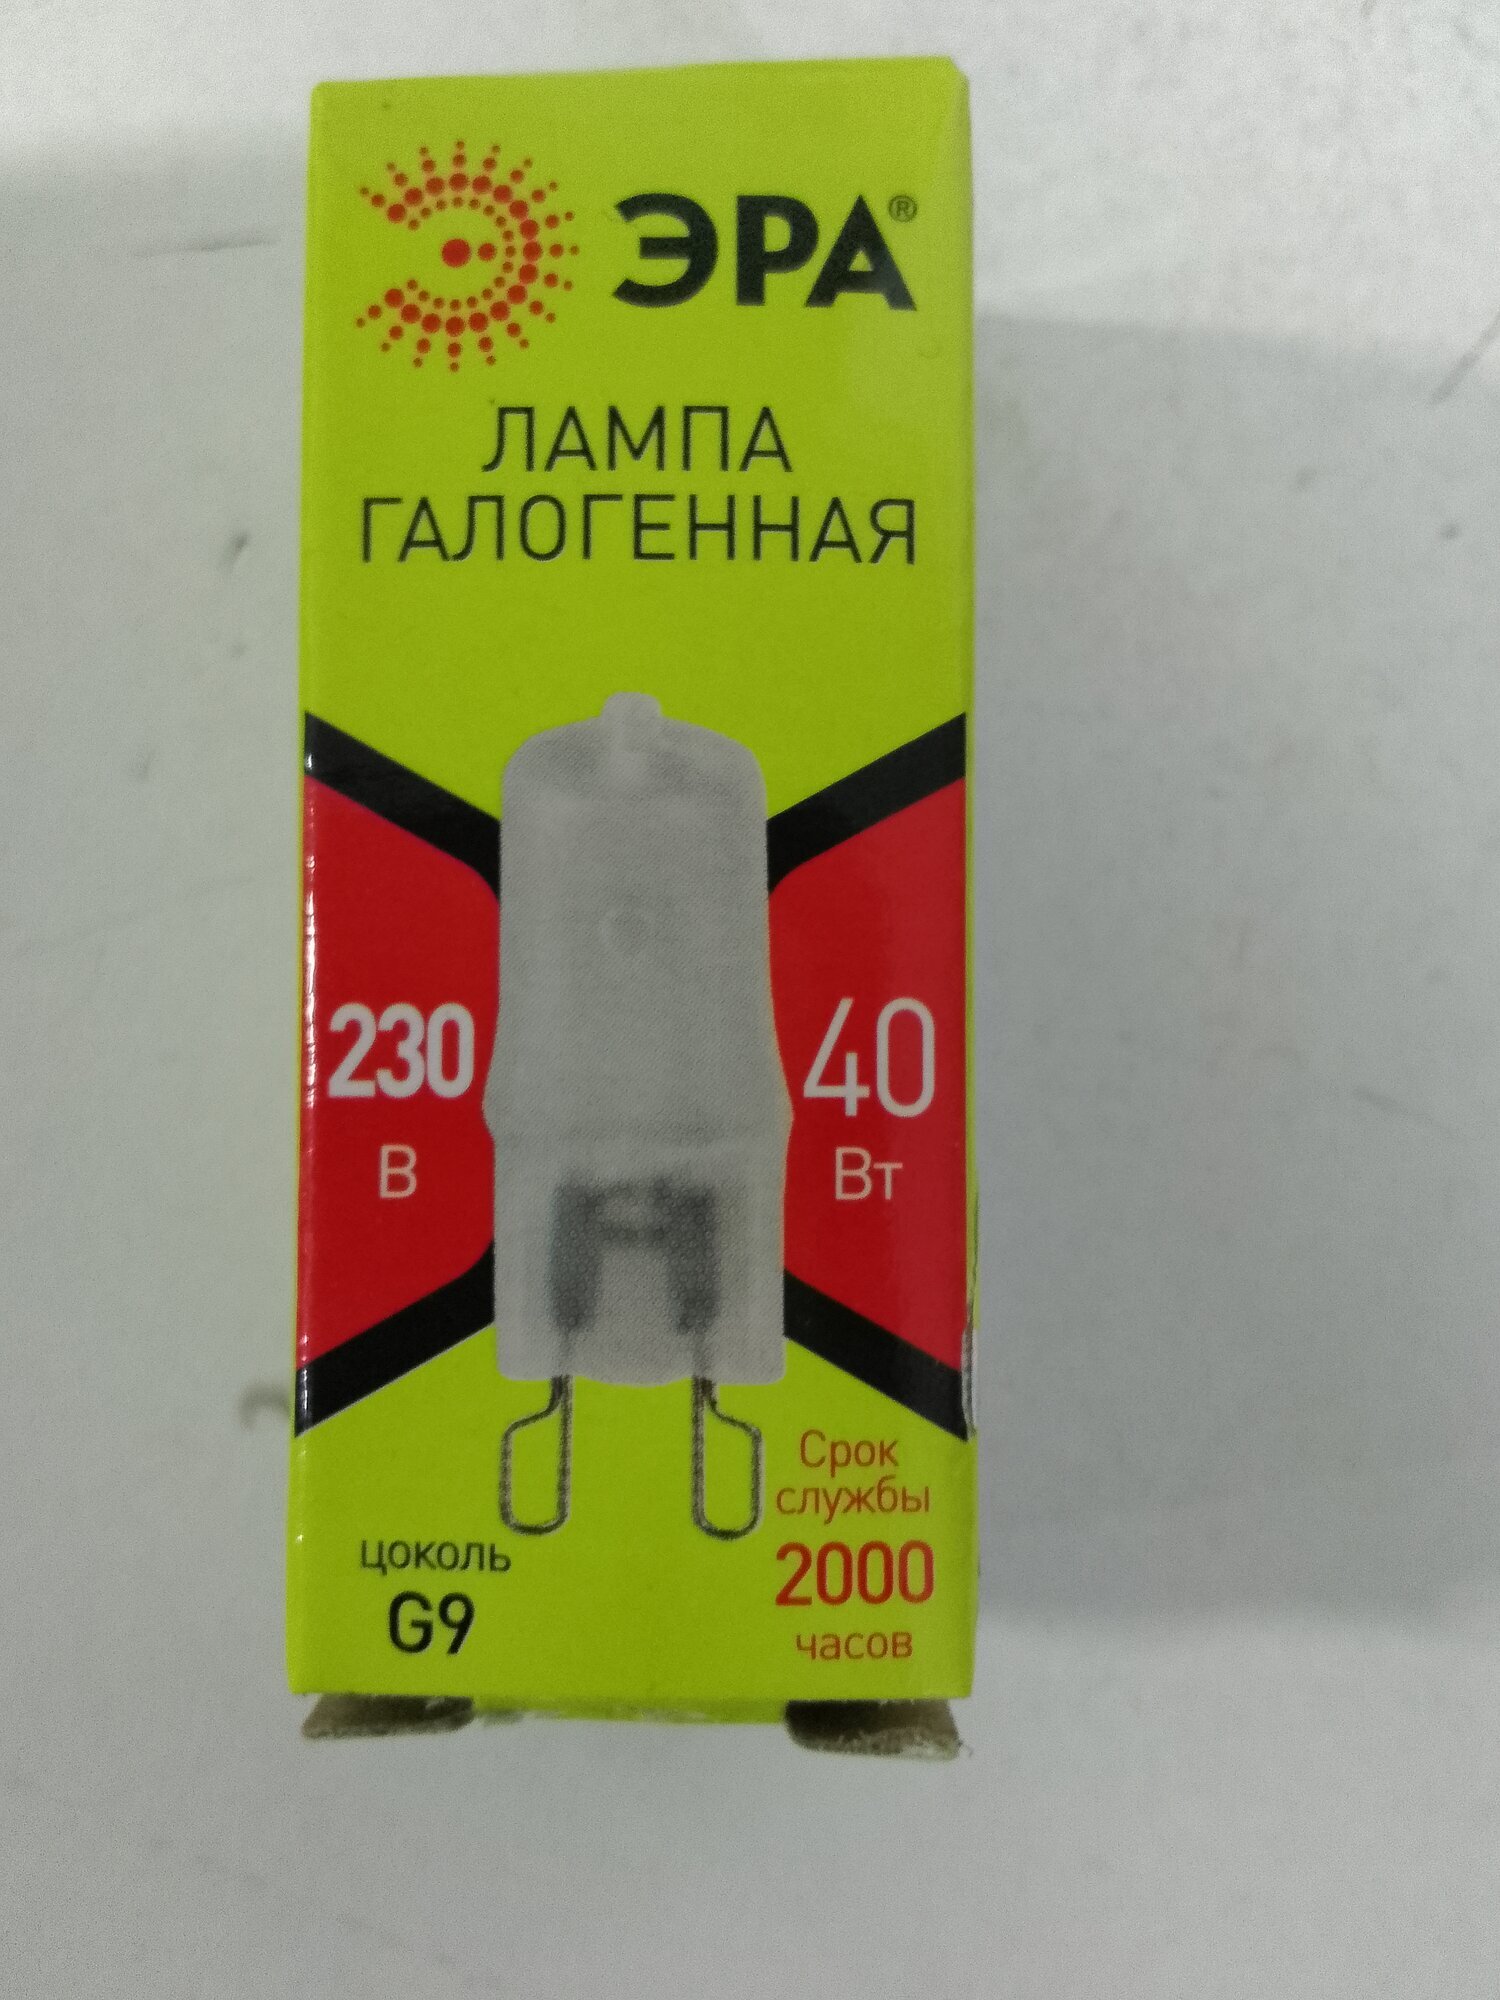 ЭРА®
ЛАМПА
ГАЛОГЕННАЯ
230
В
40
Вт
Срок
службы
2000
часов
цоколь
G9